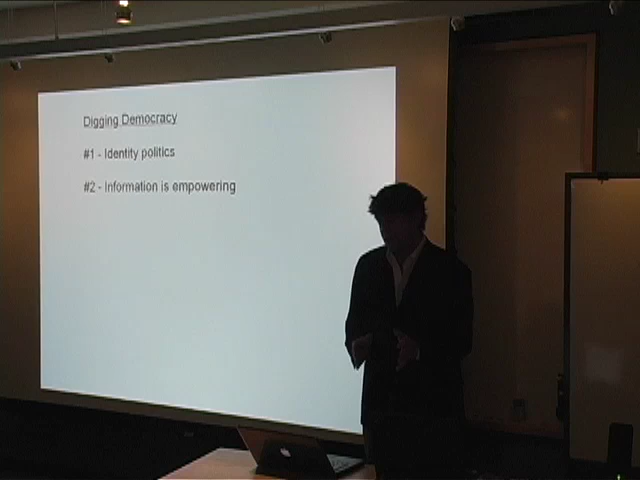 Digging Democracy
#1 - Identity politics
#2 - Information is empowering